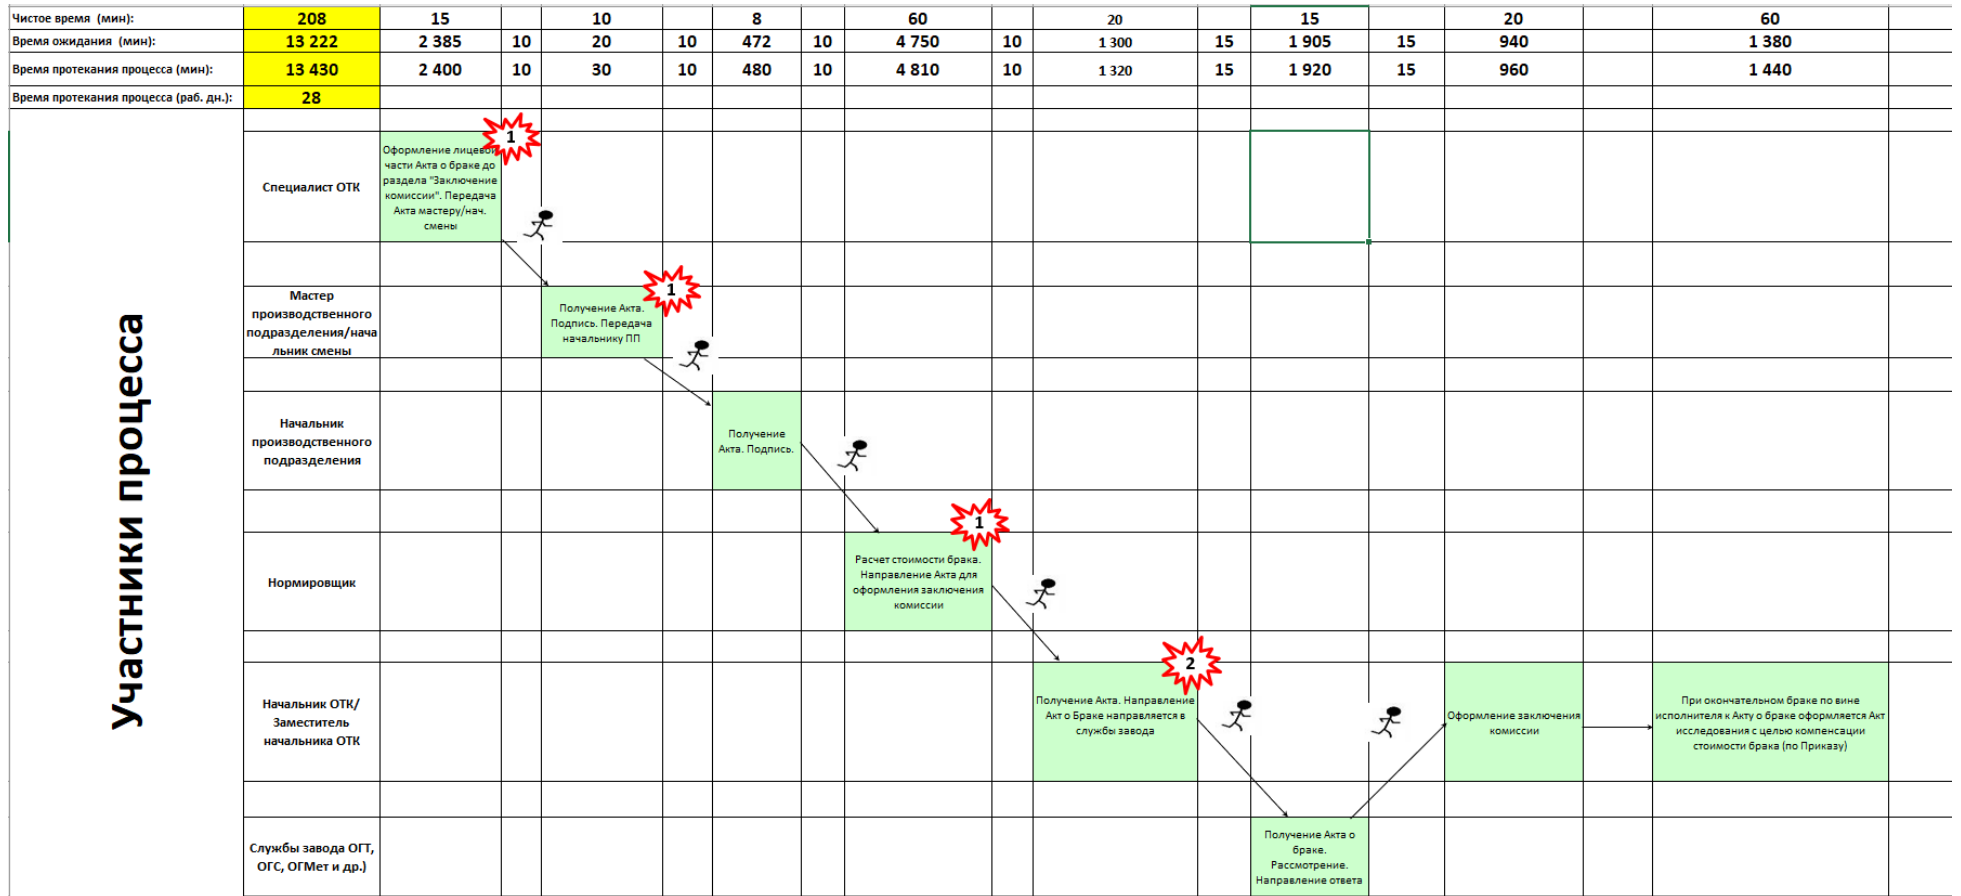 Чистое время (мин): 208 15 10 8 60 20 15 20 60
Время ожидания (мин): 13 222 2 385 10 20 10 472 10 4 750 10 1 300 15 1 905 15 940 1 380
Время протекания процесса (мин): 13 430 2 400 10 30 10 480 10 4 810 10 1 320 15 1 920 15 960 1 440
Время протекания процесса (раб. дн.): 28
Участники процесса
Специалист ОТК
1
Оформление лицевой
части Акта о браке до
раздела "Заключение
комиссии". Передача
Акта мастеру/нач.
смены
Мастер
производственного
подразделения/нача
льник смены
1
Получение Акта.
Подпись. Передача
начальнику ПП
Начальник
производственного
подразделения
Получение
Акта. Подпись.
Нормировщик
1
Расчет стоимости брака.
Направление Акта для
оформления заключения
комиссии
Начальник ОТК/
Заместитель
начальника ОТК
2
Получение Акта. Направление
Акт о Браке направляется в
службы завода
Оформление заключения
комиссии
При окончательном браке по вине
исполнителя к Акту о браке оформляется Акт
исследования с целью компенсации
стоимости брака (по Приказу)
Службы завода ОГТ,
ОГС, ОГМет и др.)
Получение Акта о
браке.
Рассмотрение.
Направление ответа